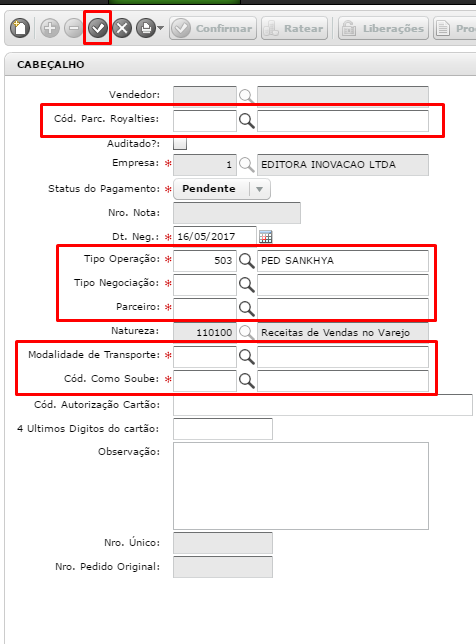 Confirmar Ratear Liberações
CABEÇALHO
Vendedor:
Cód. Parc. Royalties:
Auditado?:
Empresa: * 1 EDITORA INOVACAO LTDA
Status do Pagamento: * Pendente
Nro. Nota:
Dt. Neg.: * 16/05/2017
Tipo Operação: * 503 PED SANKHYA
Tipo Negociação: *
Parceiro: *
Natureza: 110100 Receitas de Vendas no Varejo
Modalidade de Transporte: *
Cód. Como Soube: *
Cód. Autorização Cartão:
4 Ultimos Digitos do cartão:
Observação:
Nro. Único:
Nro. Pedido Original: